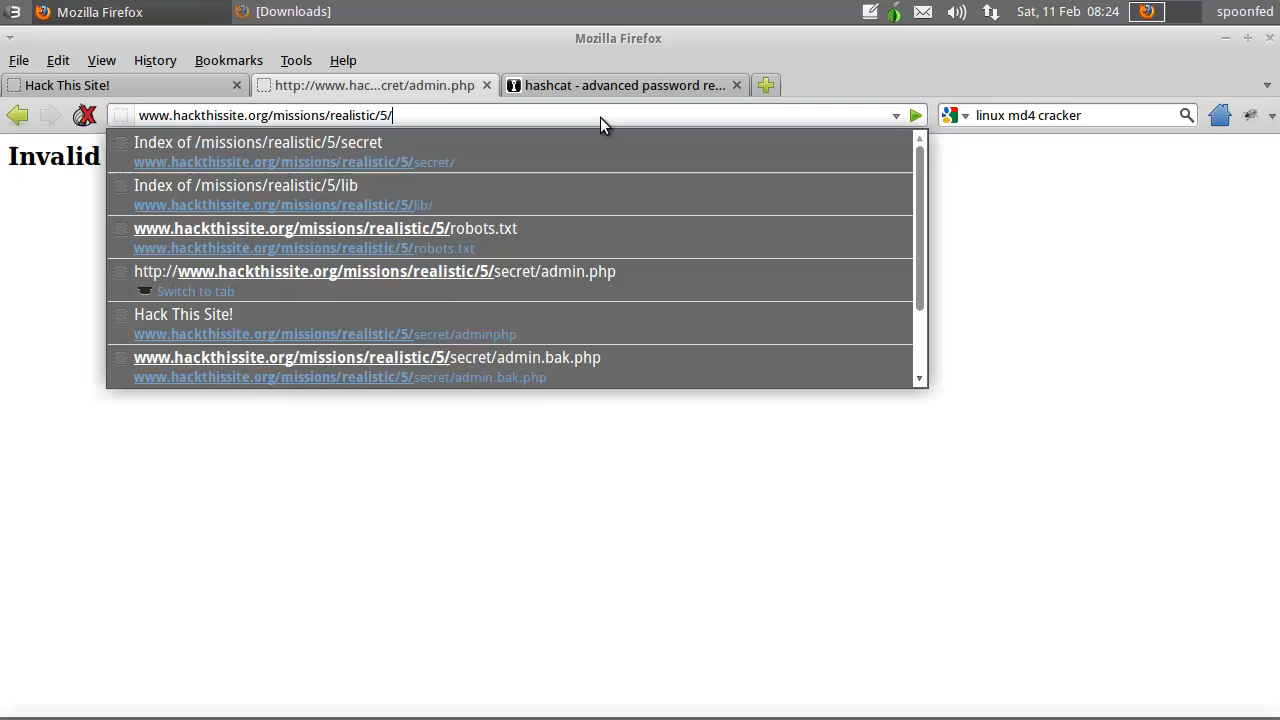 Mozilla Firefox
[Downloads]
Sat, 11 Feb 08:24
spoonfed
Mozilla Firefox
File Edit View History Bookmarks Tools Help
Hack This Site!
http://www.hac...cret/admin.php
hashcat - advanced password re...
www.hackthissite.org/missions/realistic/5/
linux md4 cracker
Invalid
Index of /missions/realistic/5/secret
www.hackthissite.org/missions/realistic/5/secret/
Index of /missions/realistic/5/lib
www.hackthissite.org/missions/realistic/5/lib/
www.hackthissite.org/missions/realistic/5/robots.txt
www.hackthissite.org/missions/realistic/5/robots.txt
http://www.hackthissite.org/missions/realistic/5/secret/admin.php
Switch to tab
Hack This Site!
www.hackthissite.org/missions/realistic/5/secret/adminphp
www.hackthissite.org/missions/realistic/5/secret/admin.bak.php
www.hackthissite.org/missions/realistic/5/secret/admin.bak.php